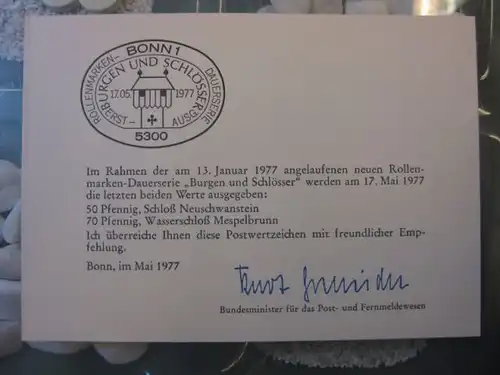 BONN 1
ROLLENMARKEN- DAUERSERIE
BURGEN UND SCHLÖSSER
17.05. 1977
ERST- AUSGABE
5300
Im Rahmen der am 13. Januar 1977 angelaufenen neuen Rollen-
marken-Dauerserie „Burgen und Schlösser" werden am 17. Mai 1977
die letzten beiden Werte ausgegeben:
50 Pfennig, Schloß Neuschwanstein
70 Pfennig, Wasserschloß Mespelbrunn
Ich überreiche Ihnen diese Postwertzeichen mit freundlicher Emp-
fehlung.
Bonn, im Mai 1977
Kurt Gscheidle
Bundesminister für das Post- und Fernmeldewesen